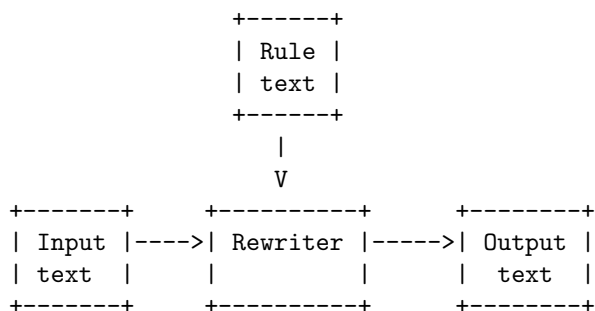 +------+
| Rule |
| text |
+------+
|
V
+-------+ +----------+ +--------+
| Input |---->| Rewriter |----->| Output |
| text | | | | text |
+-------+ +----------+ +--------+